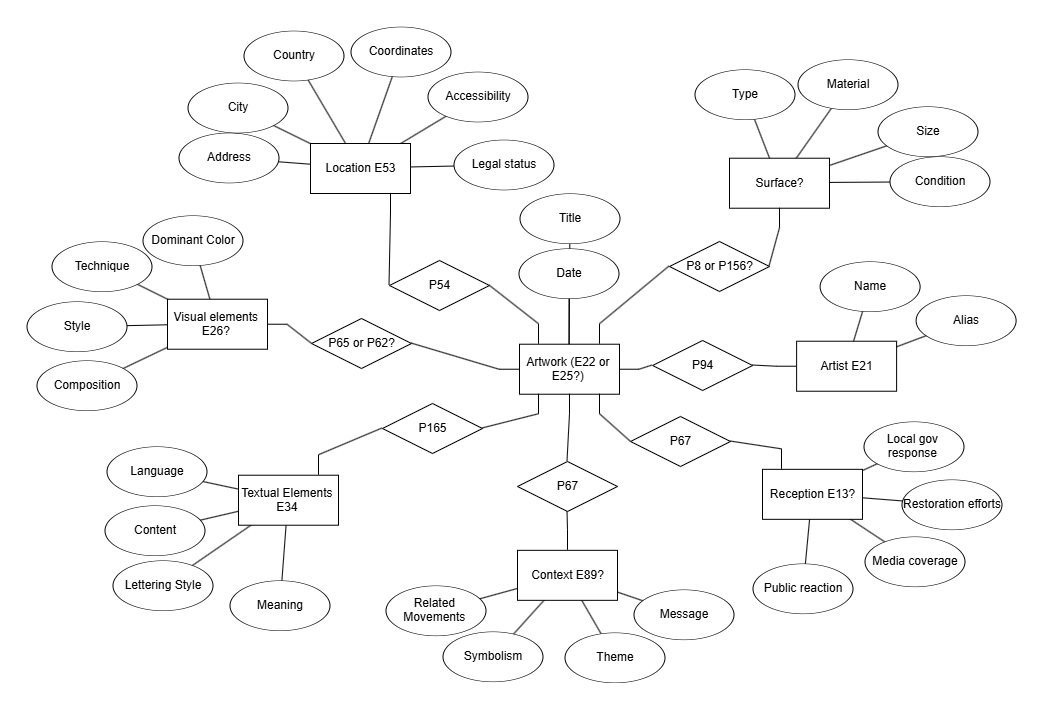 Country
Coordinates
City
Accessibility
Address
Location E53
Legal status
Type
Material
Size
Surface?
Condition
Title
Date
Dominant Color
Technique
Style
Visual elements
E26?
Composition
P54
P8 or P156?
P65 or P62?
Artwork (E22 or
E25?)
P94
Name
Alias
Artist E21
P165
P67
P67
Language
Textual Elements
E34
Content
Lettering Style
Meaning
Local gov
response
Reception E13?
Restoration efforts
Media coverage
Public reaction
Context E89?
Related
Movements
Message
Symbolism
Theme